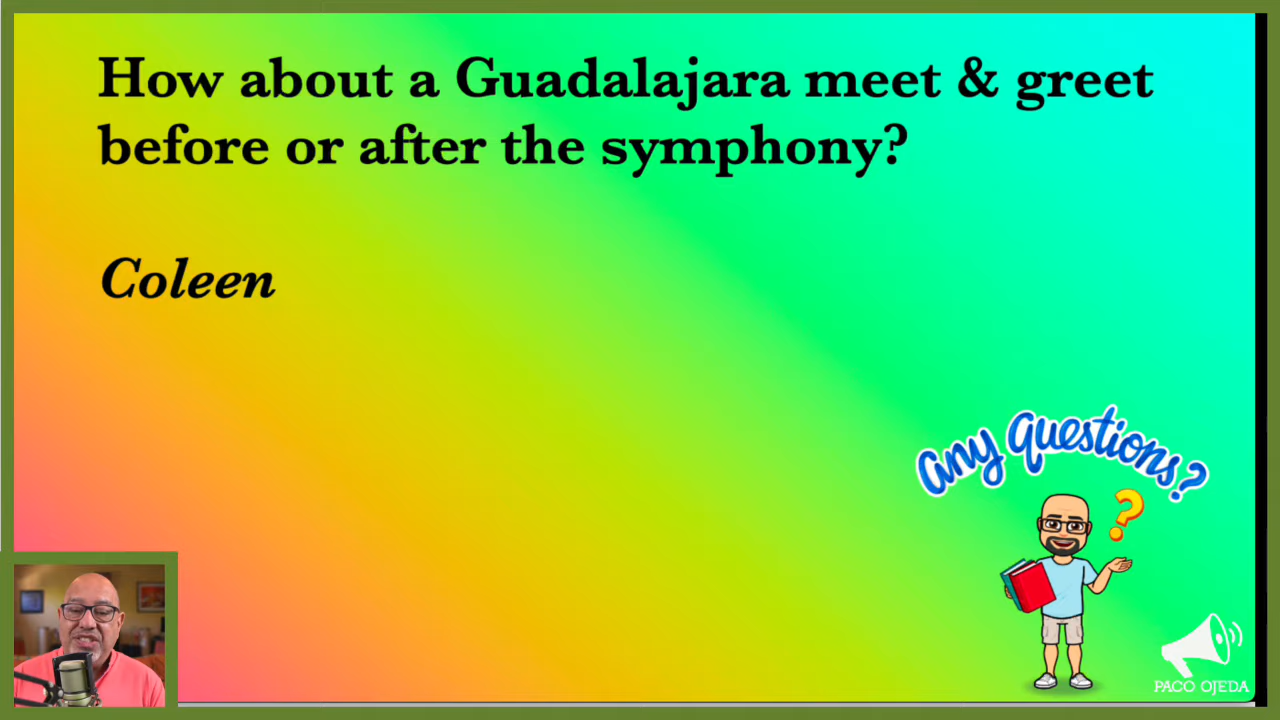 How about a Guadalajara meet & greet
before or after the symphony?
Coleen
any questions?
PACO OJEDA